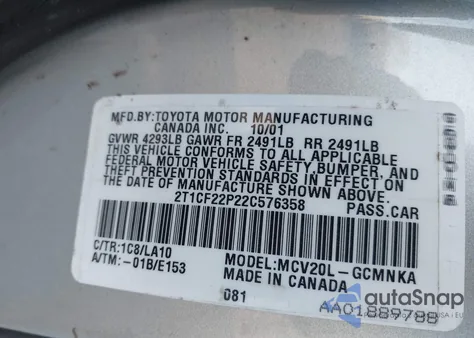 MFD.BY:TOYOTA MOTOR MANUFACTURING
CANADA INC. 10/01
GVWR 4293LB GAWR FR 2491LB RR 2491LB
THIS VEHICLE CONFORMS TO ALL APPLICABLE
FEDERAL MOTOR VEHICLE SAFETY, BUMPER, AND
THEFT PREVENTION STANDARDS IN EFFECT ON
THE DATE OF MANUFACTURE SHOWN ABOVE.
2T1CF22P22C576358 PASS.CAR
C/TR:1C8/LA10 MODEL:MCV20L-GCMNKA
A/TM:-01B/E153 MADE IN CANADA
081 AA01889788
autoSnap